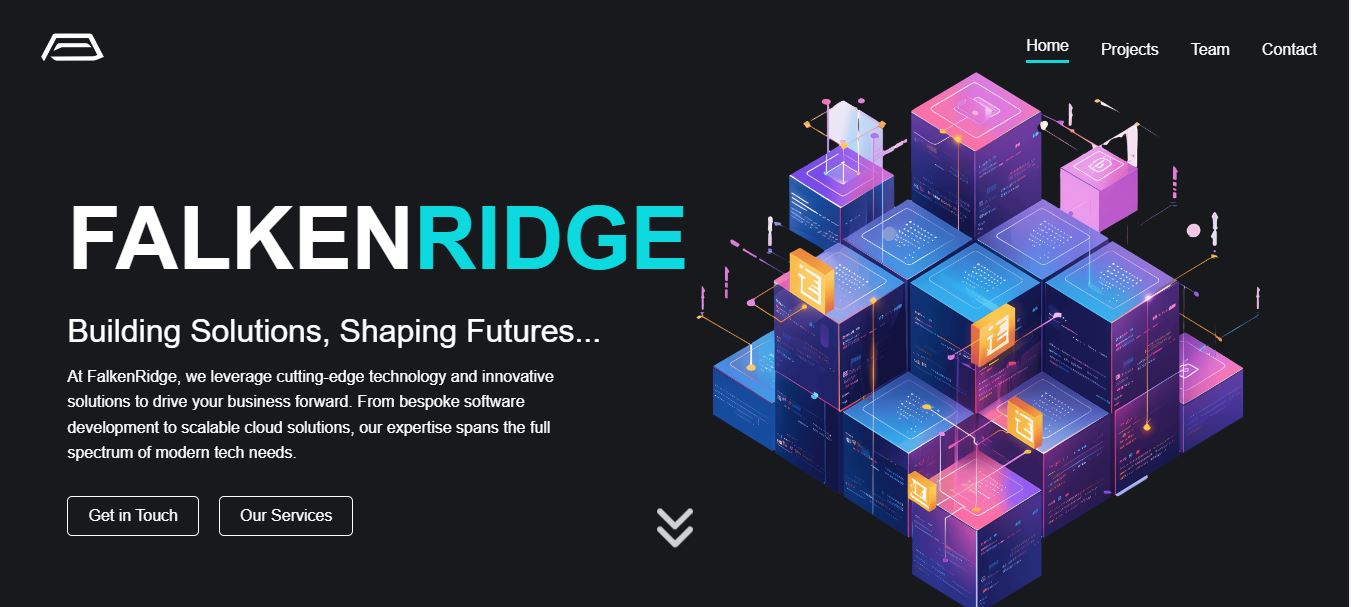 Home Projects Team Contact
FALKENRIDGE
Building Solutions, Shaping Futures...
At FalkenRidge, we leverage cutting-edge technology and innovative
solutions to drive your business forward. From bespoke software
development to scalable cloud solutions, our expertise spans the full
spectrum of modern tech needs.
Get in Touch Our Services